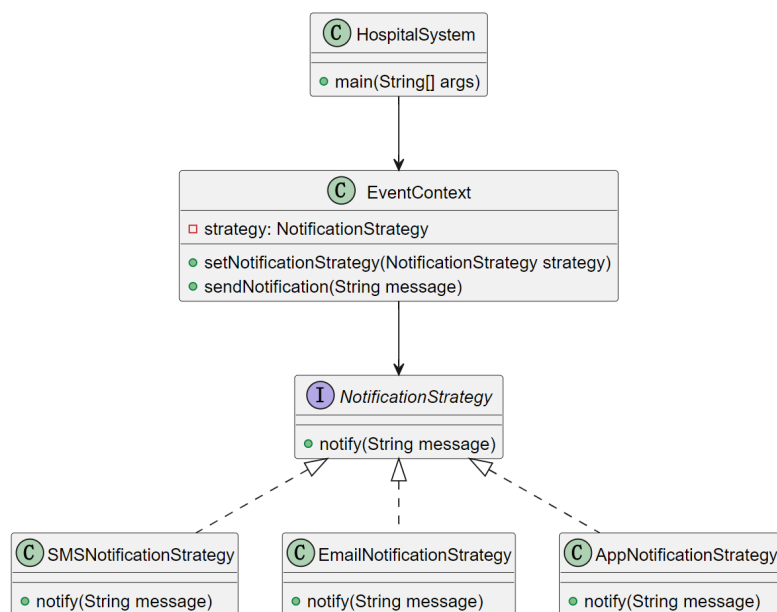 C HospitalSystem
main(String[] args)
C EventContext
strategy: NotificationStrategy
setNotificationStrategy(NotificationStrategy strategy)
sendNotification(String message)
I NotificationStrategy
notify(String message)
C SMSNotificationStrategy
notify(String message)
C EmailNotificationStrategy
notify(String message)
C AppNotificationStrategy
notify(String message)